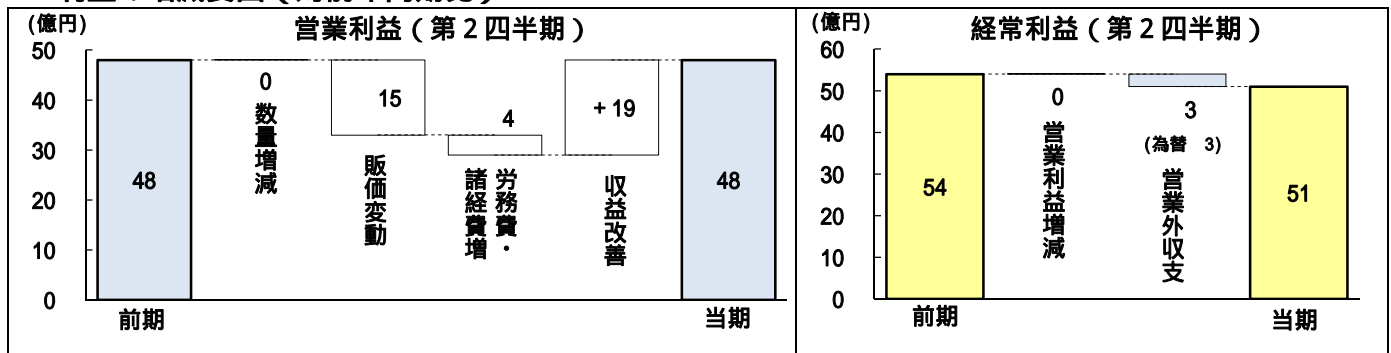 (億円)
営業利益(第2四半期)
50
40
30
20
10
0
48
0
数量増減
15
販価変動
4
労務費・
諸経費増
+19
収益改善
48
前期
当期
(億円)
経常利益(第2四半期)
60
50
40
30
20
10
0
54
0
営業利益増減
3
(為替 3)
営業外収支
51
前期
当期